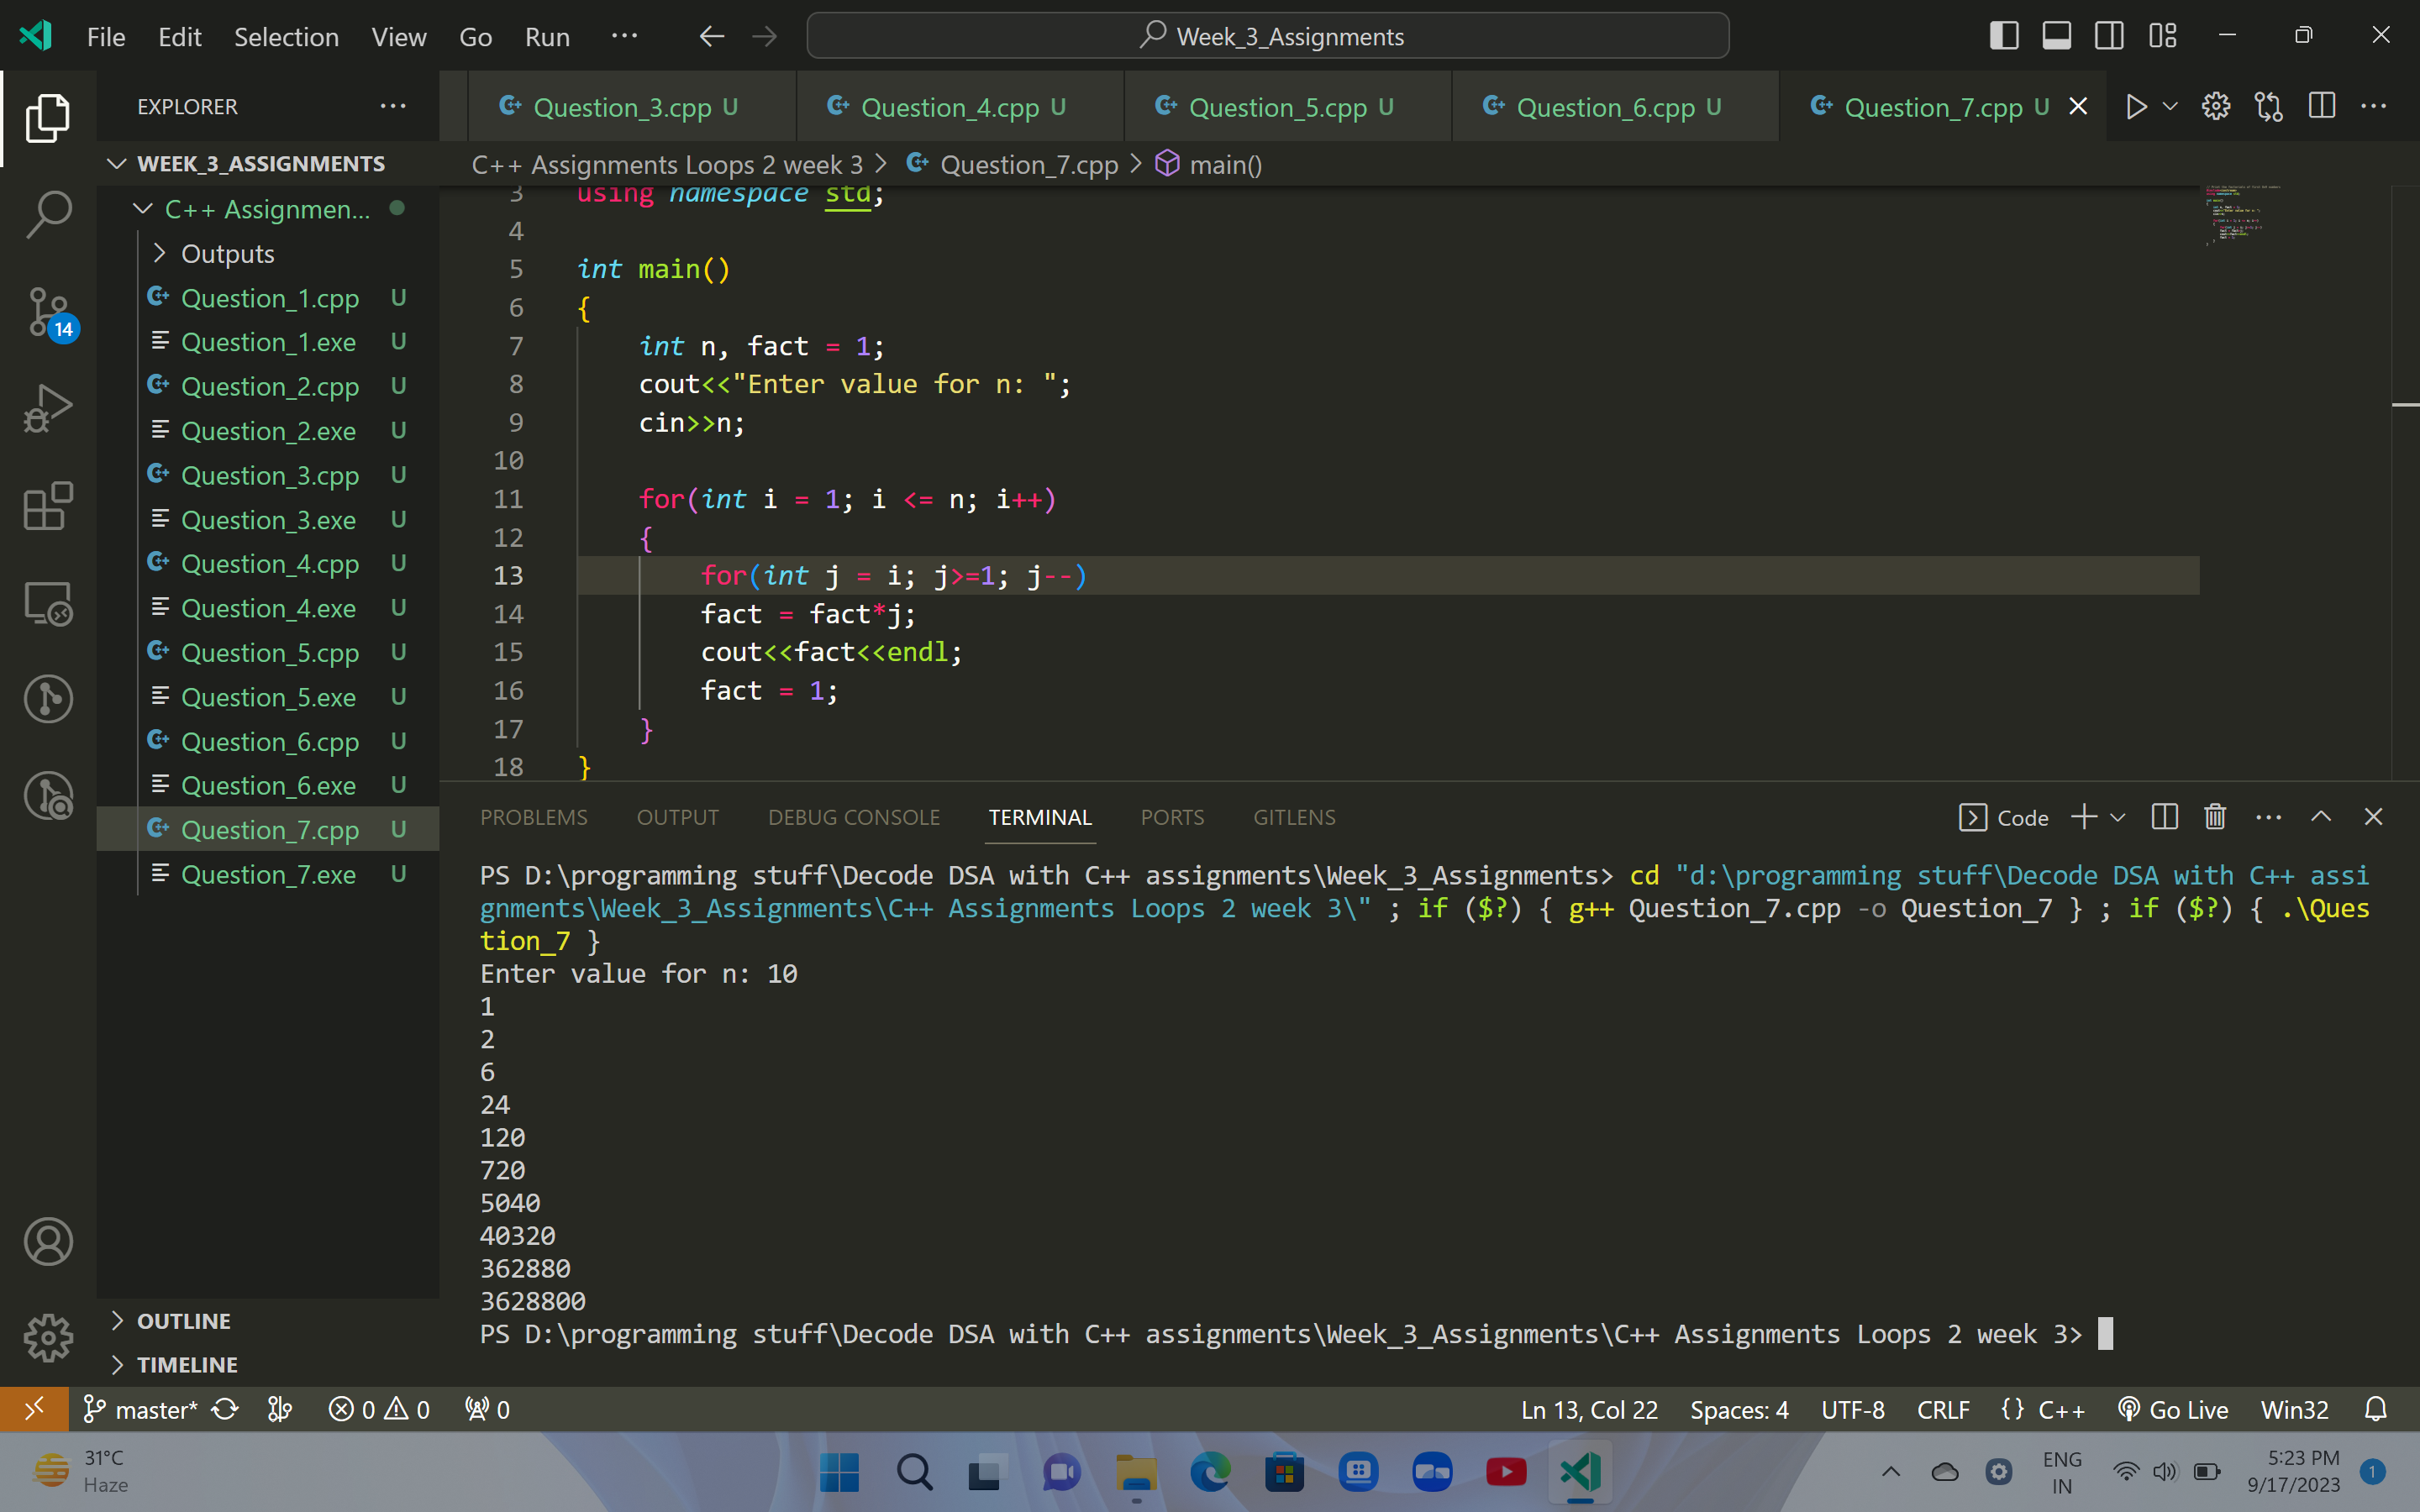 File Edit Selection View Go Run ··· Week_3_Assignments
EXPLORER ···
Question_3.cpp U Question_4.cpp U Question_5.cpp U Question_6.cpp U Question_7.cpp U
WEEK_3_ASSIGNMENTS
C++ Assignments Loops 2 week 3 > Question_7.cpp > main()
C++ Assignmen...
Outputs
Question_1.cpp U
Question_1.exe U
Question_2.cpp U
Question_2.exe U
Question_3.cpp U
Question_3.exe U
Question_4.cpp U
Question_4.exe U
Question_5.cpp U
Question_5.exe U
Question_6.cpp U
Question_6.exe U
Question_7.cpp U
Question_7.exe U
14
OUTLINE
TIMELINE
3 using namespace std;
4
5 int main()
6 {
7 int n, fact = 1;
8 cout<<"Enter value for n: ";
9 cin>>n;
10
11 for(int i = 1; i <= n; i++)
12 {
13 for(int j = i; j>=1; j--)
14 fact = fact*j;
15 cout<<fact<<endl;
16 fact = 1;
17 }
18 }
PROBLEMS OUTPUT DEBUG CONSOLE TERMINAL PORTS GITLENS Code
PS D:\programming stuff\Decode DSA with C++ assignments\Week_3_Assignments> cd "d:\programming stuff\Decode DSA with C++ assi
gnments\Week_3_Assignments\C++ Assignments Loops 2 week 3\" ; if ($?) { g++ Question_7.cpp -o Question_7 } ; if ($?) { .\Ques
tion_7 }
Enter value for n: 10
1
2
6
24
120
720
5040
40320
362880
3628800
PS D:\programming stuff\Decode DSA with C++ assignments\Week_3_Assignments\C++ Assignments Loops 2 week 3>
master* 0 0 0 Ln 13, Col 22 Spaces: 4 UTF-8 CRLF {} C++ Go Live Win32
31°C
Haze
ENG
IN
5:23 PM
9/17/2023
1